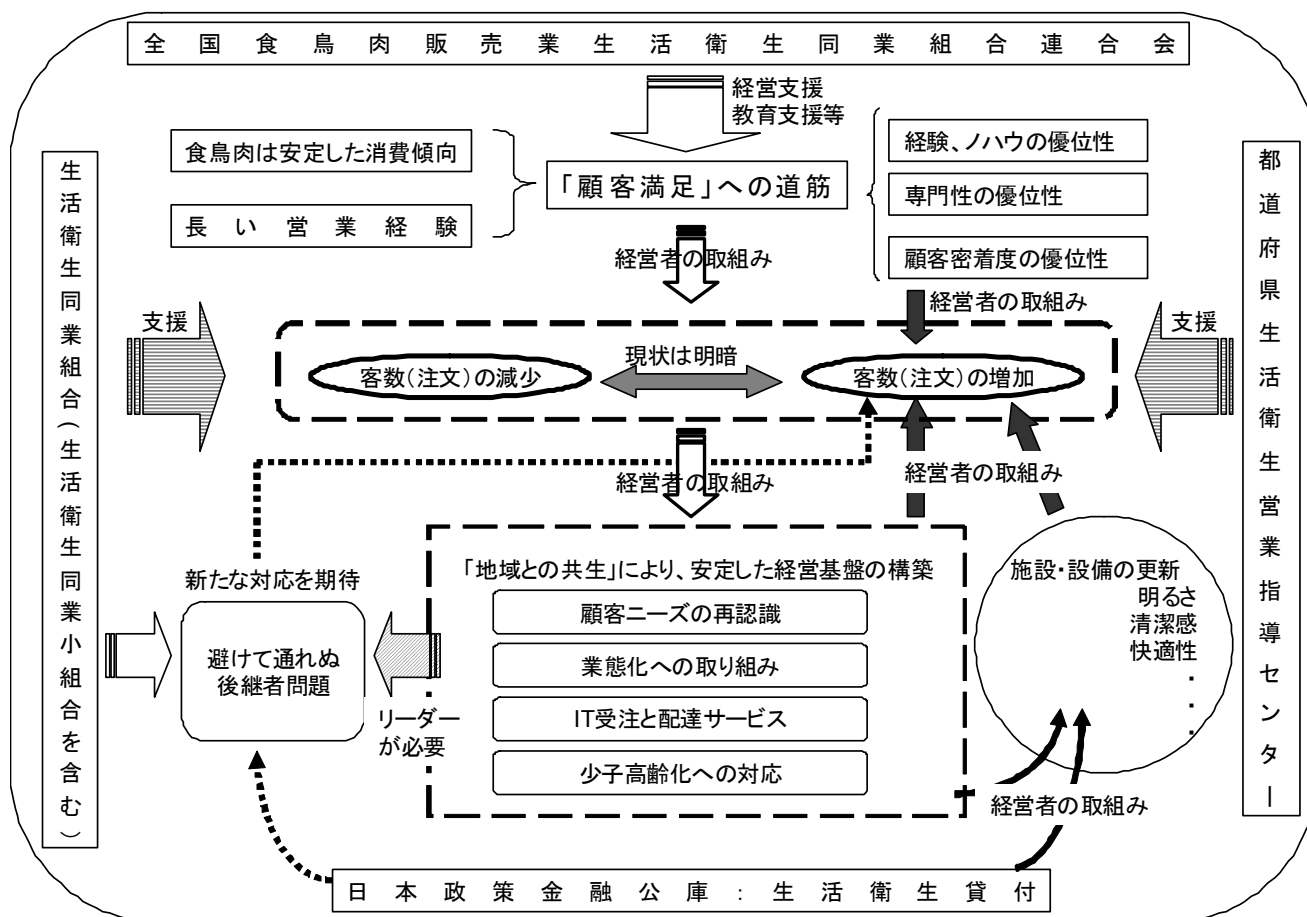 全国食鳥肉販売業生活衛生同業組合連合会
経営支援
教育支援等
食鳥肉は安定した消費傾向
長い営業経験
「顧客満足」への道筋
経験、ノハウの優位性
専門性の優位性
顧客密着度の優位性
生活衛生同業組合（生活衛生同業小組合を含む）
都道府県生活衛生営業指導センター
経営者の取組み
経営者の取組み
支援
支援
客数（注文）の減少
現状は明暗
客数（注文）の増加
経営者の取組み
経営者の取組み
新たな対応を期待
避けて通れぬ
後継者問題
リーダー
が必要
「地域との共生」により、安定した経営基盤の構築
顧客ニーズの再認識
業態化への取り組み
IT受注と配達サービス
少子高齢化への対応
施設・設備の更新
明るさ
清潔感
快適性
・
・
・
経営者の取組み
日本政策金融公庫：生活衛生貸付